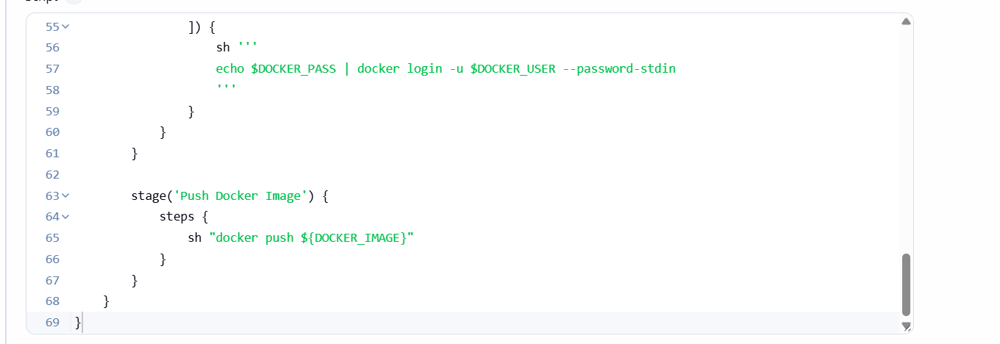 55 ]) {
56 sh '''
57 echo $DOCKER_PASS | docker login -u $DOCKER_USER --password-stdin
58 '''
59 }
60 }
61 }
62
63 stage('Push Docker Image') {
64 steps {
65 sh "docker push ${DOCKER_IMAGE}"
66 }
67 }
68 }
69 }